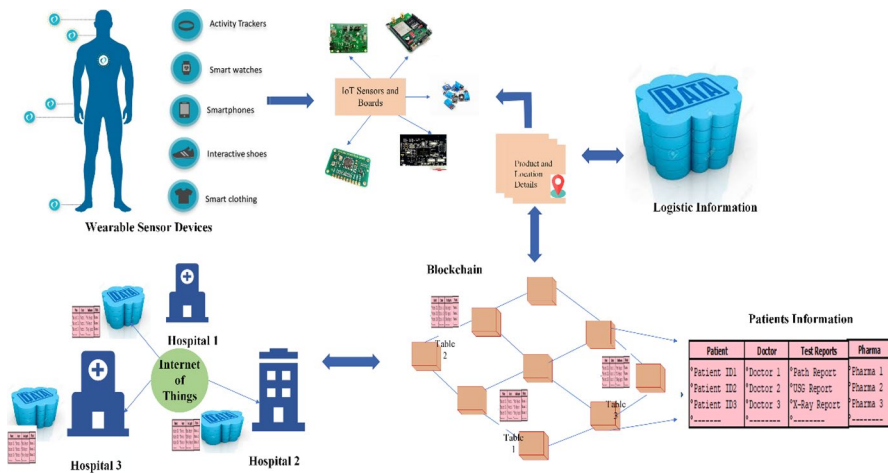 Activity Trackers
Smart watches
Smartphones
Interactive shoes
Smart clothing
Wearable Sensor Devices
IoT Sensors and
Boards
Product and
Location
Details
DATA
Logistic Information
Blockchain
Table
2
Table
1
Table
3
Patients Information
Patient Doctor Test Reports Pharma
Patient ID1 Doctor 1 Path Report Pharma 1
Patient ID2 Doctor 2 USG Report Pharma 2
Patient ID3 Doctor 3 X-Ray Report Pharma 3
DATA
Hospital 1
Internet
of
Things
DATA
DATA
Hospital 3
Hospital 2